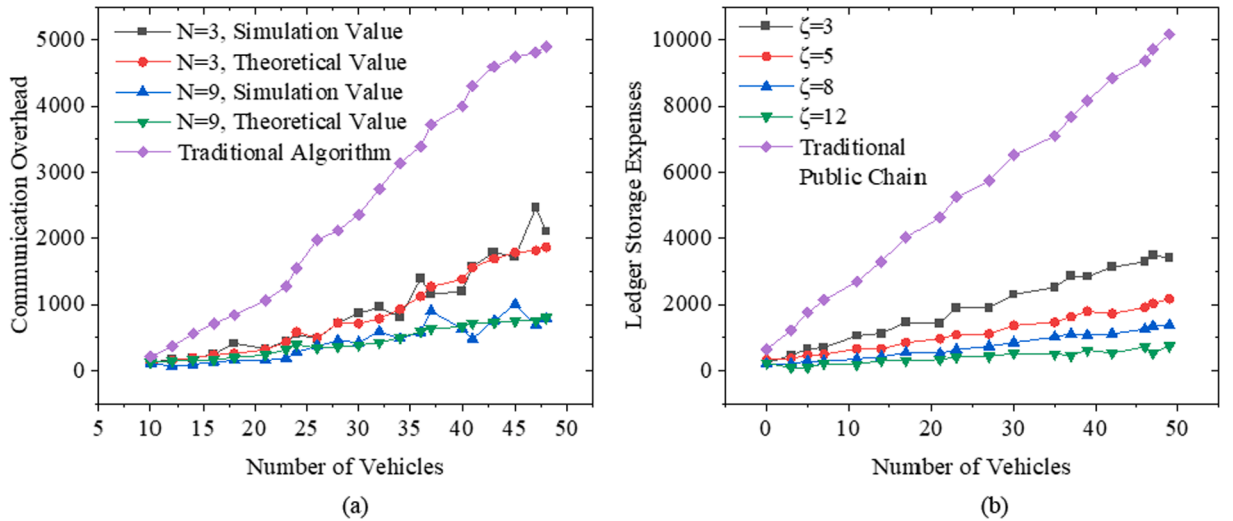 5000
4000
3000
2000
1000
0
Communication Overhead
N=3, Simulation Value
N=3, Theoretical Value
N=9, Simulation Value
N=9, Theoretical Value
Traditional Algorithm
5 10 15 20 25 30 35 40 45 50
Number of Vehicles
(a)
10000
8000
6000
4000
2000
0
Ledger Storage Expenses
ζ=3
ζ=5
ζ=8
ζ=12
Traditional
Public Chain
0 10 20 30 40 50
Number of Vehicles
(b)